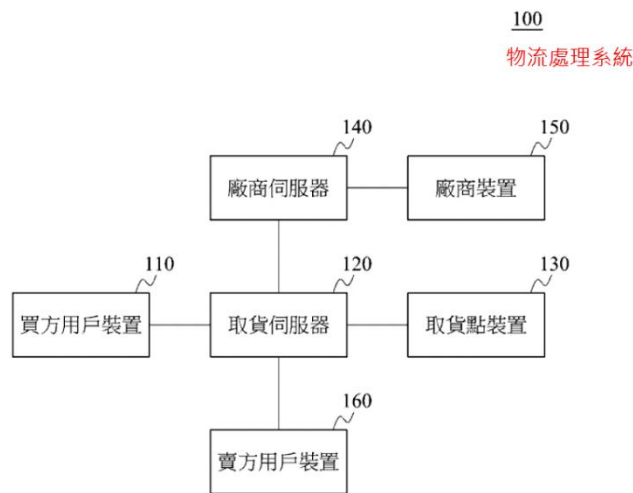 100
物流處理系統
140
150
廠商伺服器
廠商裝置
110
120
130
買方用戶裝置
取貨伺服器
取貨點裝置
160
賣方用戶裝置